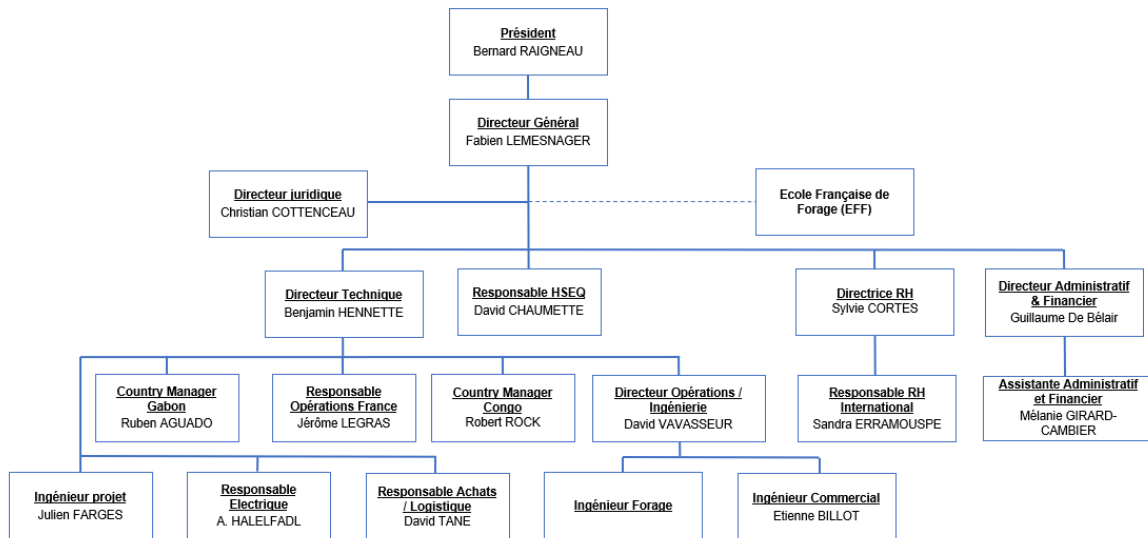 Président
Bernard RAIGNEAU
Directeur Général
Fabien LEMESNAGER
Directeur juridique
Christian COTTENCEAU
Ecole Française de
Forage (EFF)
Directeur Technique
Benjamin HENNETTE
Responsable HSEQ
David CHAUMETTE
Directrice RH
Sylvie CORTES
Directeur Administratif
& Financier
Guillaume De Bélair
Country Manager
Gabon
Ruben AGUADO
Responsable
Opérations France
Jérôme LEGRAS
Country Manager
Congo
Robert ROCK
Directeur Opérations /
Ingénierie
David VAVASSEUR
Responsable RH
International
Sandra ERRAMOUSPE
Assistante Administratif
et Financier
Mélanie GIRARD-
CAMBIER
Ingénieur projet
Julien FARGES
Responsable
Electrique
A. HALELFADL
Responsable Achats
/ Logistique
David TANE
Ingénieur Forage
Ingénieur Commercial
Etienne BILLOT